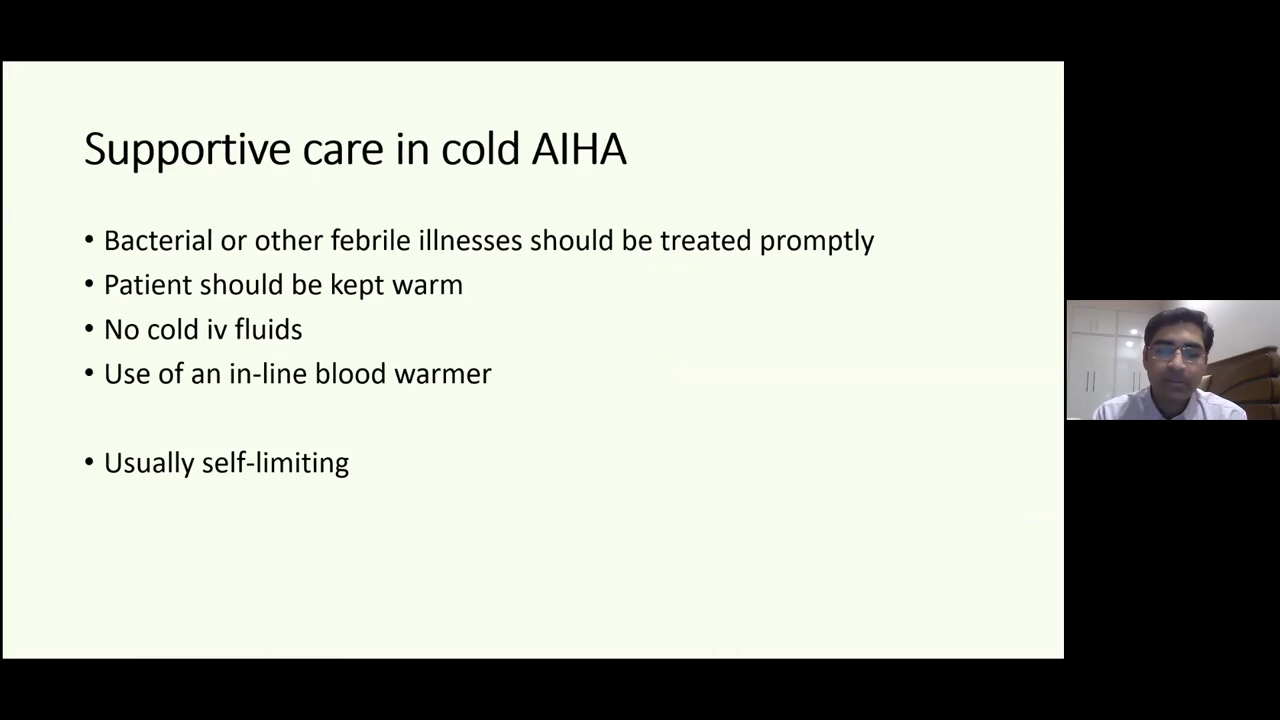 Supportive care in cold AIHA
• Bacterial or other febrile illnesses should be treated promptly
• Patient should be kept warm
• No cold iv fluids
• Use of an in-line blood warmer
• Usually self-limiting